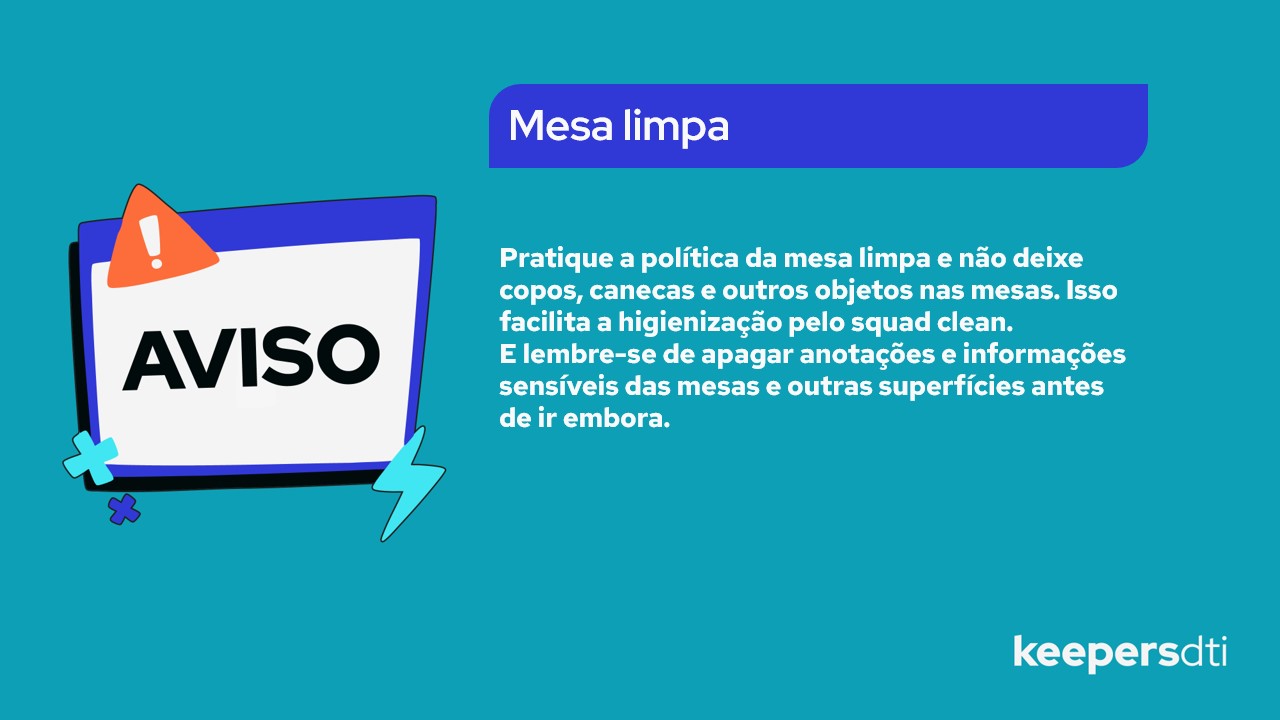 Mesa limpa
!
AVISO
Pratique a política da mesa limpa e não deixe
copos, canecas e outros objetos nas mesas. Isso
facilita a higienização pelo squad clean.
E lembre-se de apagar anotações e informações
sensíveis das mesas e outras superfícies antes
de ir embora.
keepersdti